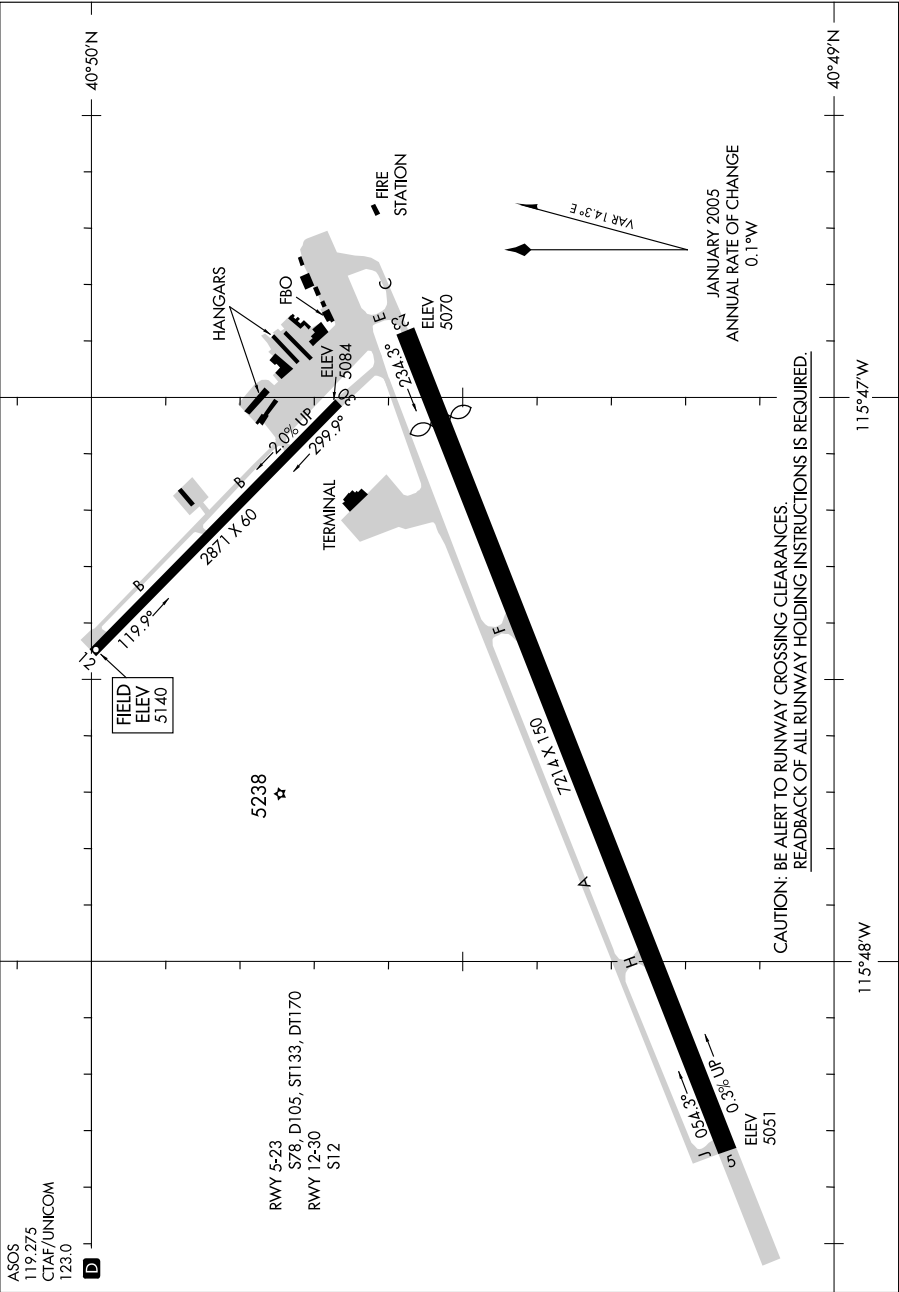 ASOS
119.275
CTAF/UNICOM
123.0
D
RWY 5-23
S78, D105, ST133, DT170
RWY 12-30
S12
40°50'N
40°49'N
115°48'W
115°47'W
FIELD
ELEV
5140
5238
12
119.9°
B
B
2871 X 60
2.0% UP
299.9°
30
ELEV
5084
HANGARS
FBO
FIRE
STATION
TERMINAL
E
C
23
234.3°
ELEV
5070
F
7214 X 150
A
H
J
054.3°
0.3% UP
5
ELEV
5051
VAR 14.3° E
JANUARY 2005
ANNUAL RATE OF CHANGE
0.1°W
CAUTION: BE ALERT TO RUNWAY CROSSING CLEARANCES.
READBACK OF ALL RUNWAY HOLDING INSTRUCTIONS IS REQUIRED.